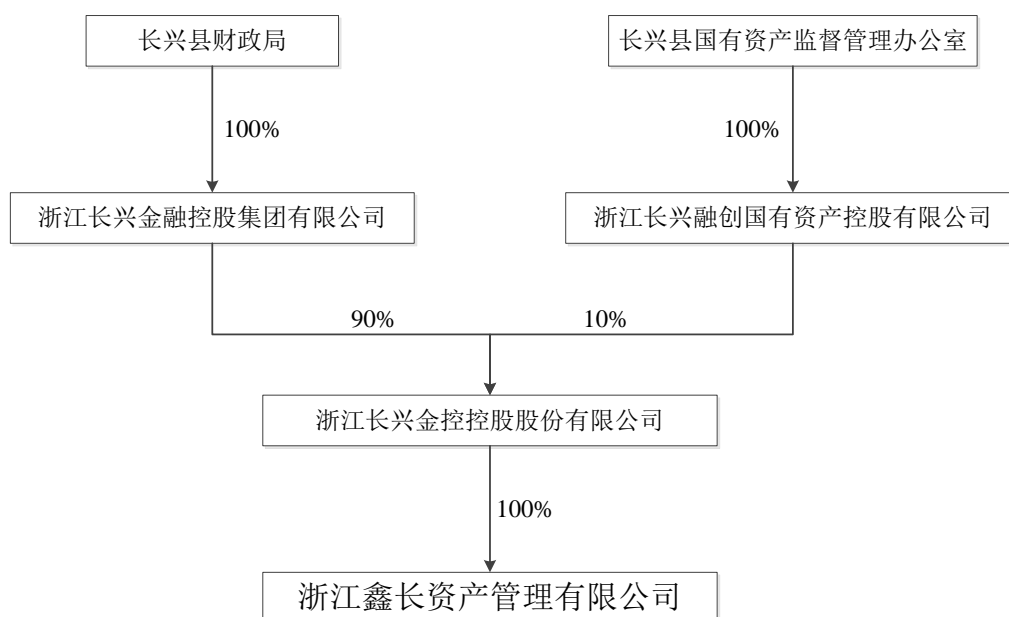 长兴县财政局
长兴县国有资产监督管理办公室
100%
100%
浙江长兴金融控股集团有限公司
浙江长兴融创国有资产控股有限公司
90%
10%
浙江长兴金控控股股份有限公司
100%
浙江鑫长资产管理有限公司